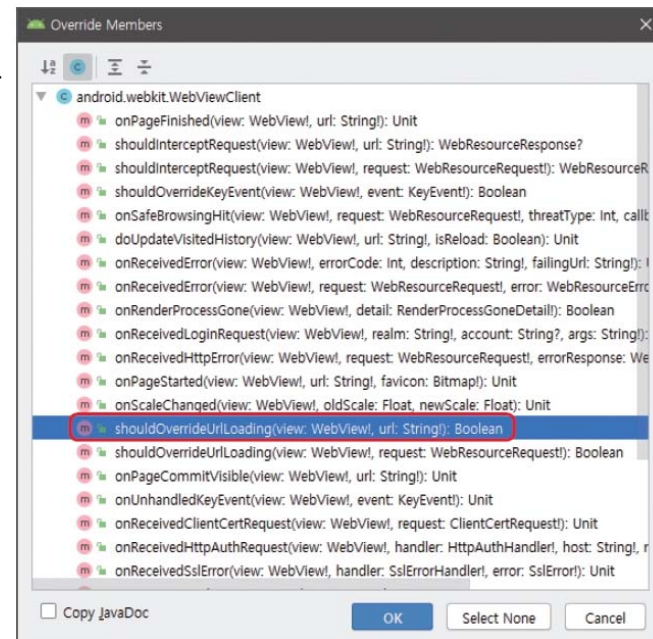 Override Members
android.webkit.WebViewClient
onPageFinished(view: WebView!, url: String!): Unit
shouldInterceptRequest(view: WebView!, url: String!): WebResourceResponse?
shouldInterceptRequest(view: WebView!, request: WebResourceRequest!): WebResourceR
shouldOverrideKeyEvent(view: WebView!, event: KeyEvent!): Boolean
onSafeBrowsingHit(view: WebView!, request: WebResourceRequest!, threatType: Int, callb
doUpdateVisitedHistory(view: WebView!, url: String!, isReload: Boolean): Unit
onReceivedError(view: WebView!, errorCode: Int, description: String!, failingUrl: String!):
onReceivedError(view: WebView!, request: WebResourceRequest!, error: WebResourceErro
onRenderProcessGone(view: WebView!, detail: RenderProcessGoneDetail!): Boolean
onReceivedLoginRequest(view: WebView!, realm: String!, account: String?, args: String!):
onReceivedHttpError(view: WebView!, request: WebResourceRequest!, errorResponse: We
onPageStarted(view: WebView!, url: String!, favicon: Bitmap!): Unit
onScaleChanged(view: WebView!, oldScale: Float, newScale: Float): Unit
shouldOverrideUrlLoading(view: WebView!, url: String!): Boolean
shouldOverrideUrlLoading(view: WebView!, request: WebResourceRequest!): Boolean
onPageCommitVisible(view: WebView!, url: String!): Unit
onUnhandledKeyEvent(view: WebView!, event: KeyEvent!): Unit
onReceivedClientCertRequest(view: WebView!, request: ClientCertRequest!): Unit
onReceivedHttpAuthRequest(view: WebView!, handler: HttpAuthHandler!, host: String!, r
onReceivedSslError(view: WebView!, handler: SslErrorHandler!, error: SslError!): Unit
Copy JavaDoc
OK
Select None
Cancel